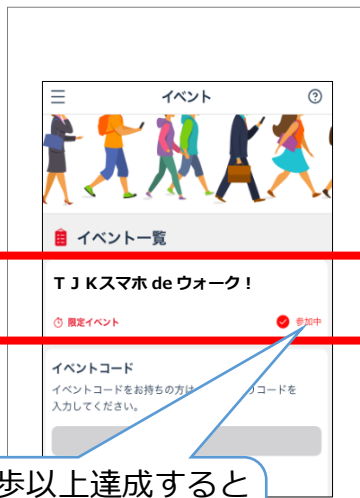 イベント
イベント一覧
TJKスマホ de ウォーク！
限定イベント
参加中
イベントコード
イベントコードをお持ちの方は
コードを
入力してください。
歩以上達成すると